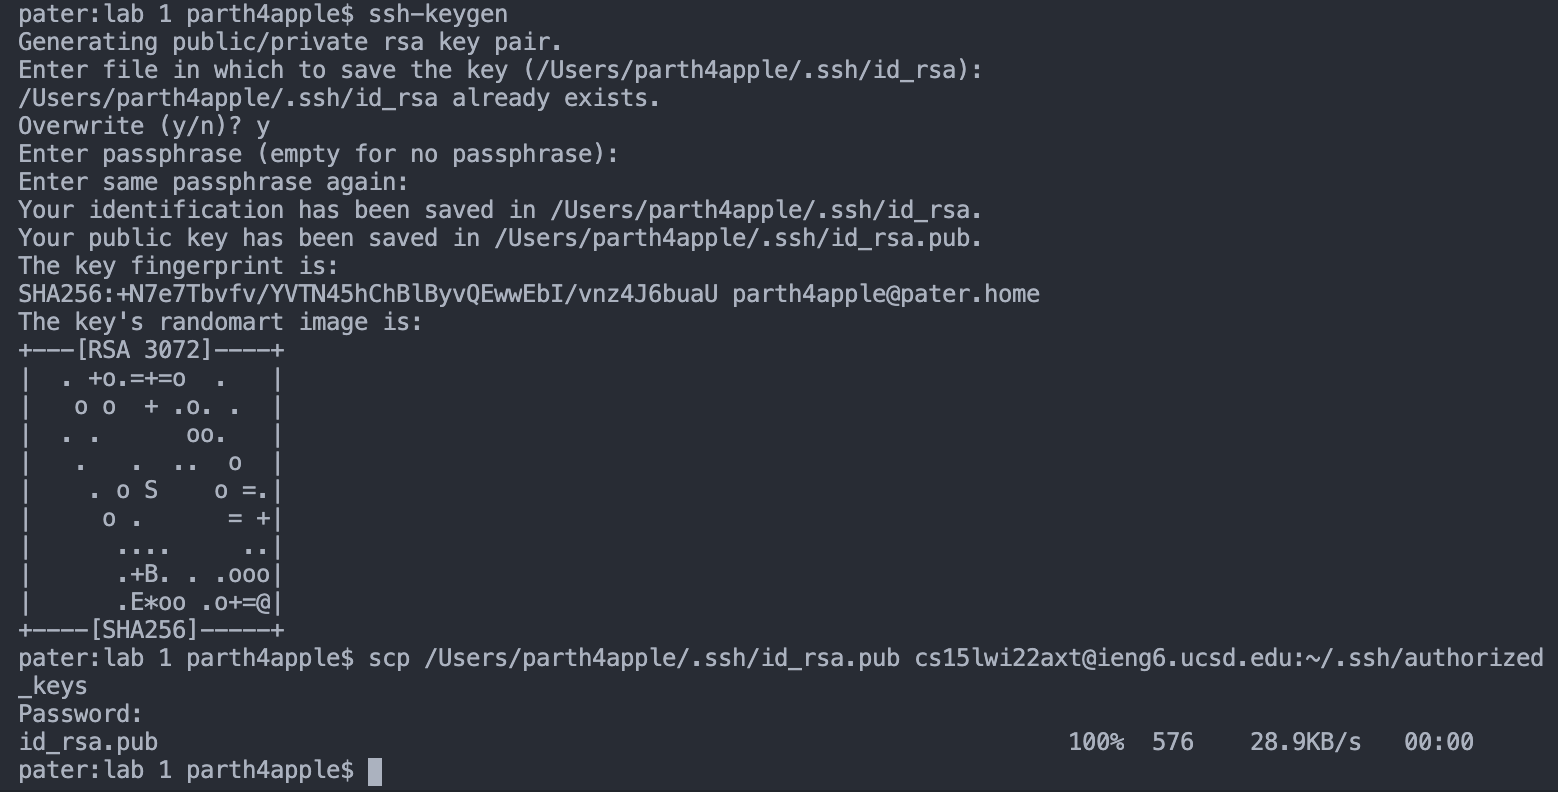 pater:lab 1 parth4apple$ ssh-keygen
Generating public/private rsa key pair.
Enter file in which to save the key (/Users/parth4apple/.ssh/id_rsa):
/Users/parth4apple/.ssh/id_rsa already exists.
Overwrite (y/n)? y
Enter passphrase (empty for no passphrase):
Enter same passphrase again:
Your identification has been saved in /Users/parth4apple/.ssh/id_rsa.
Your public key has been saved in /Users/parth4apple/.ssh/id_rsa.pub.
The key fingerprint is:
SHA256:+N7e7Tbvfv/YVTN45hChBlByvQEwwEbI/vnz4J6buaU parth4apple@pater.home
The key's randomart image is:
+---[RSA 3072]----+
|  . +o.=+=o  .   |
|   o o  + .o. .  |
|  . .      oo.   |
|   .   .  ..  o  |
|    . o S    o =.|
|     o .      = +|
|      ....     ..|
|      .+B. . .ooo|
|      .E*oo .o+=@|
+----[SHA256]-----+
pater:lab 1 parth4apple$ scp /Users/parth4apple/.ssh/id_rsa.pub cs15lwi22axt@ieng6.ucsd.edu:~/.ssh/authorized
_keys
Password:
id_rsa.pub                                                                 100%  576    28.9KB/s   00:00
pater:lab 1 parth4apple$